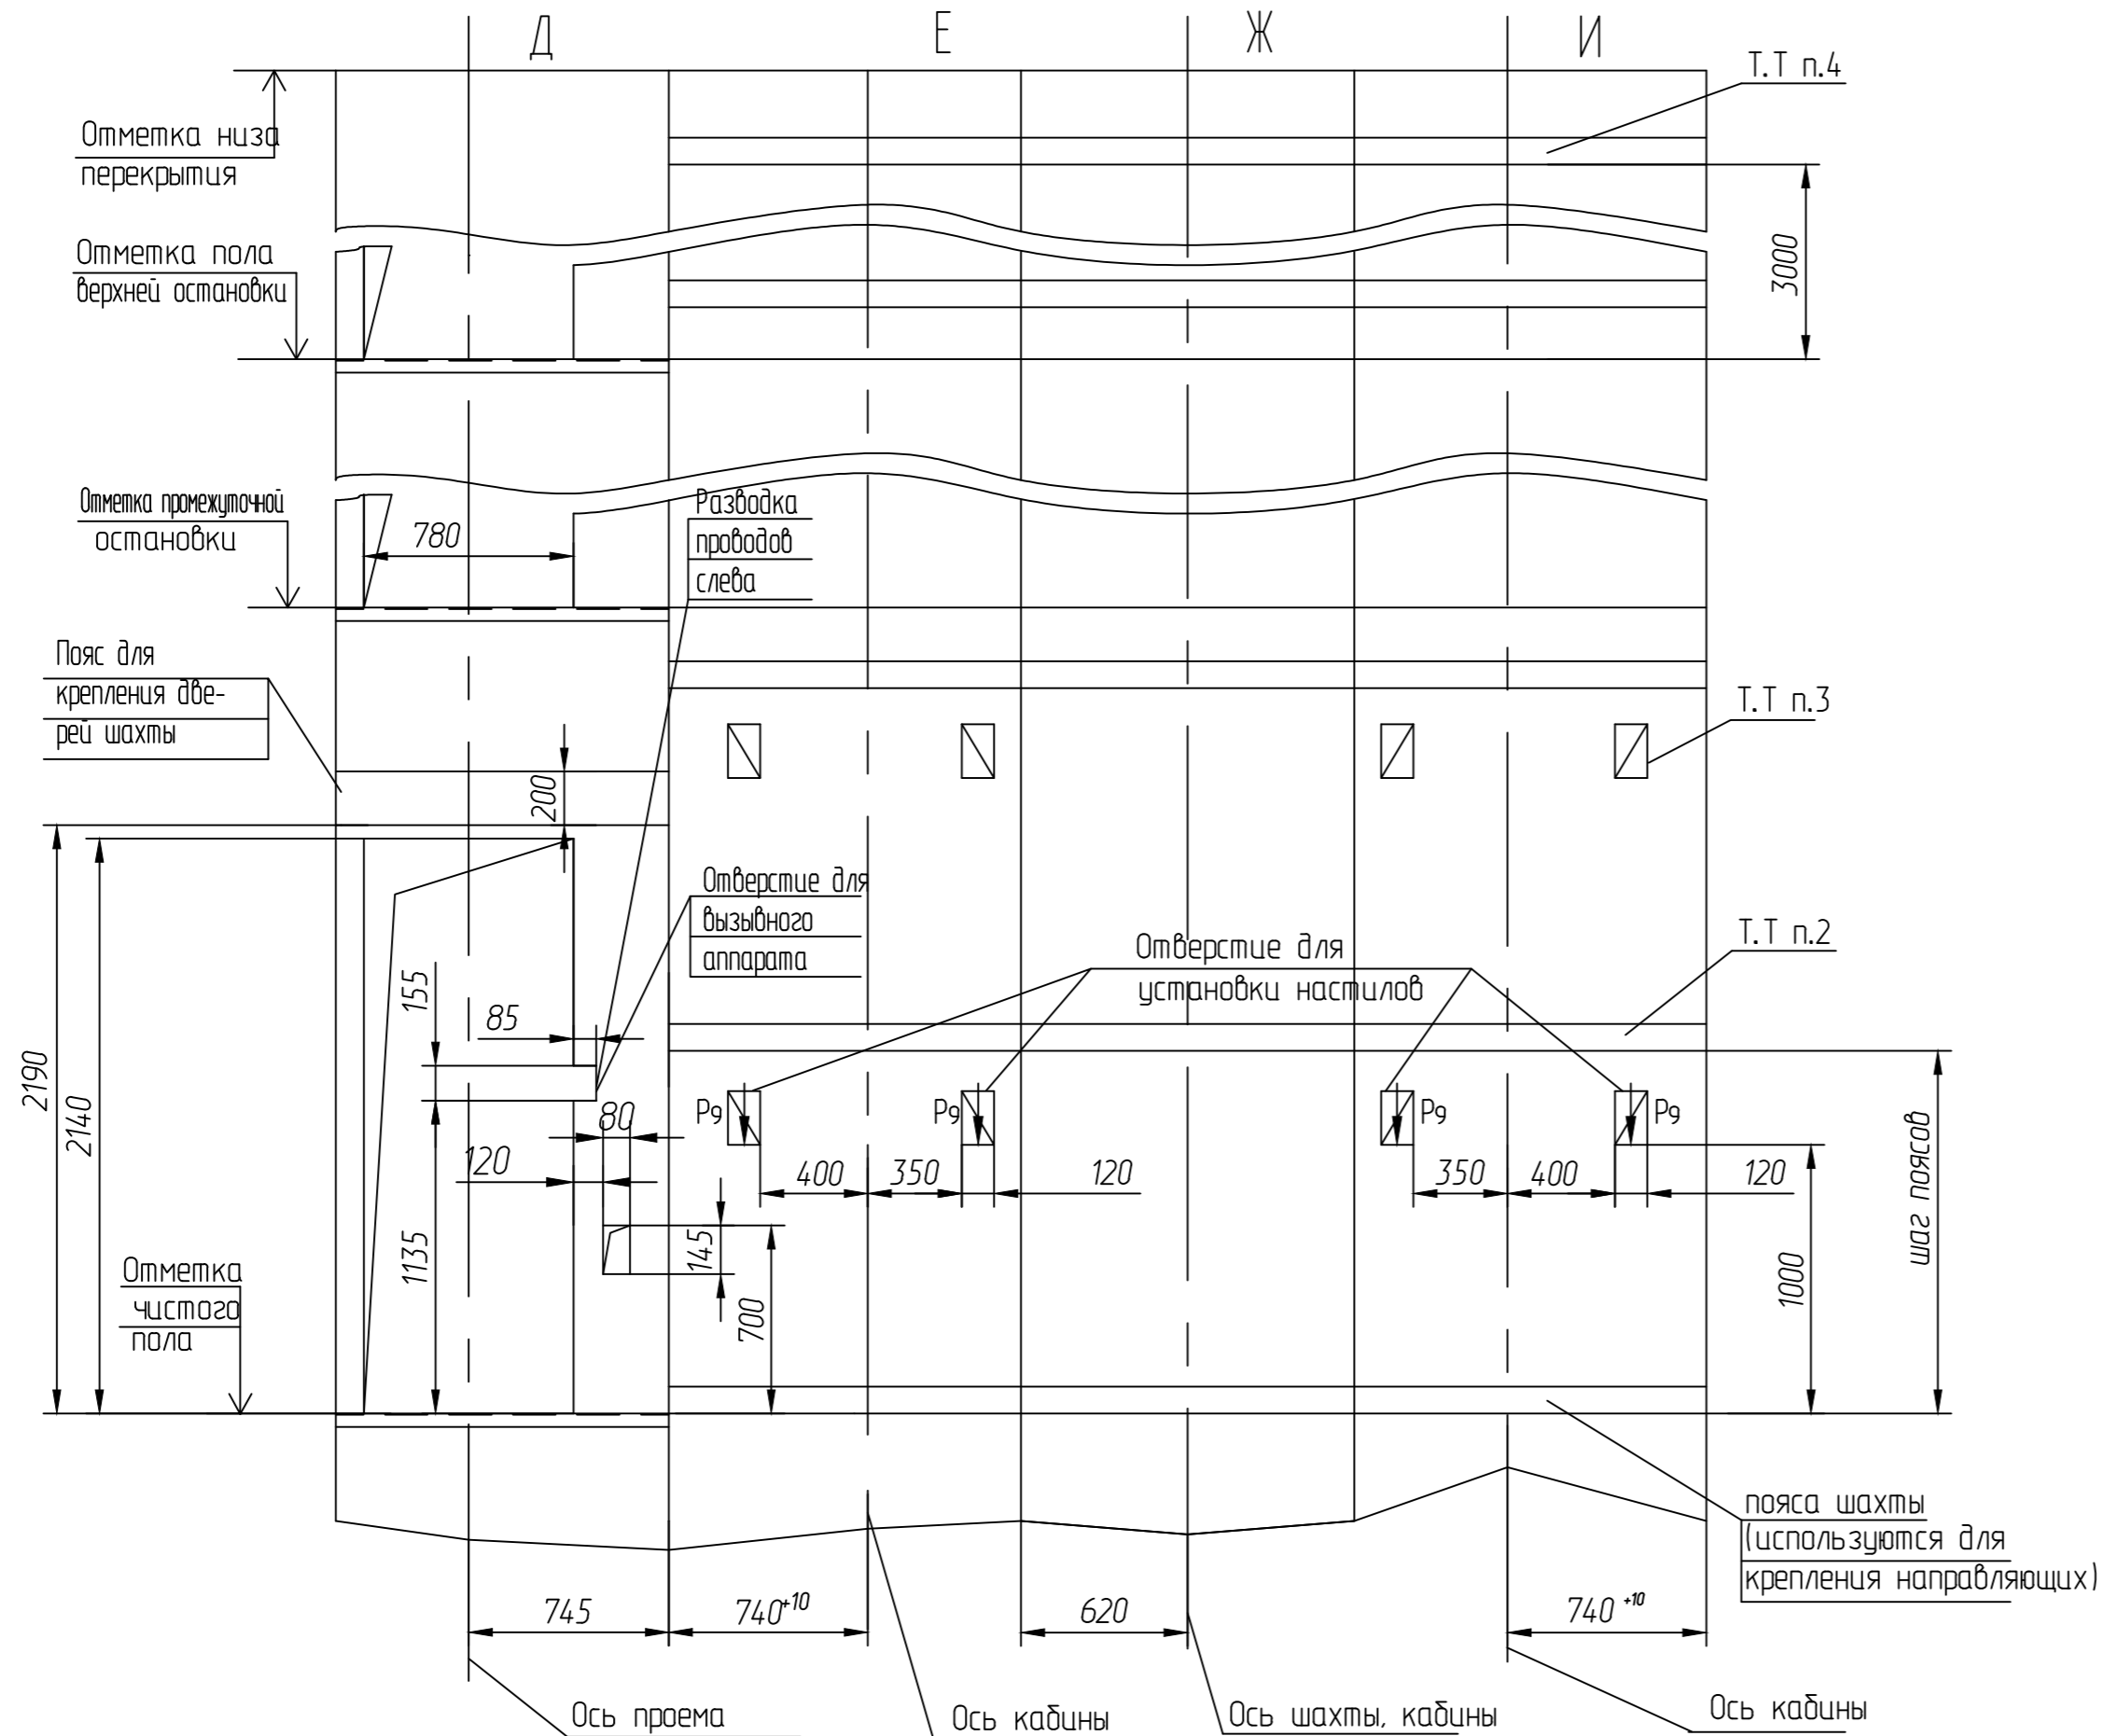 Д
Е
Ж
И
Т.Т п.4
Отметка низа
перекрытия
Отметка пола
верхней остановки
3000
Отметка промежуточной
остановки
780
Разводка
проводов
слева
Пояс для
крепления две-
рей шахты
200
Т.Т п.3
Отверстие для
вызывного
аппарата
Отверстие для
установки настилов
Т.Т п.2
2190
2140
155
85
80
120
1135
145
700
Р9
Р9
Р9
Р9
400
350
120
350
400
120
1000
шаг поясов
Отметка
чистого
пола
пояса шахты
(используются для
крепления направляющих)
745
740+10
620
740 +10
Ось проема
Ось кабины
Ось шахты, кабины
Ось кабины